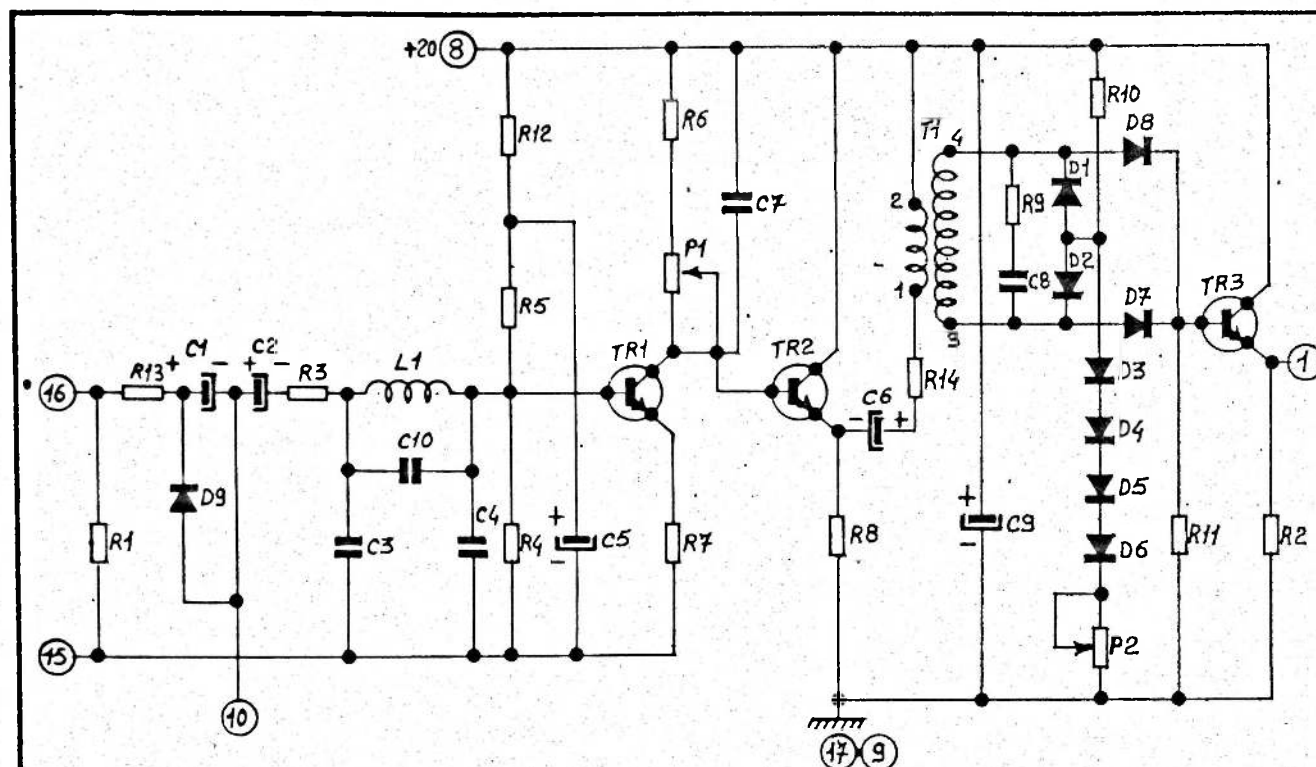 +20 8
R12
R6
C7
P1
R5
R10
T1
4
D8
D1
R9
2
C8
D2
1
D7
TR3
3
1
16
R13
+ C1 -
+ C2 -
R3
L1
TR1
TR2
R14
C6
- +
D3
D4
D5
D6
C10
D9
R1
C3
C4
R4
+
C5
-
R7
R8
+
C9
-
R11
R2
P2
15
10
17 9